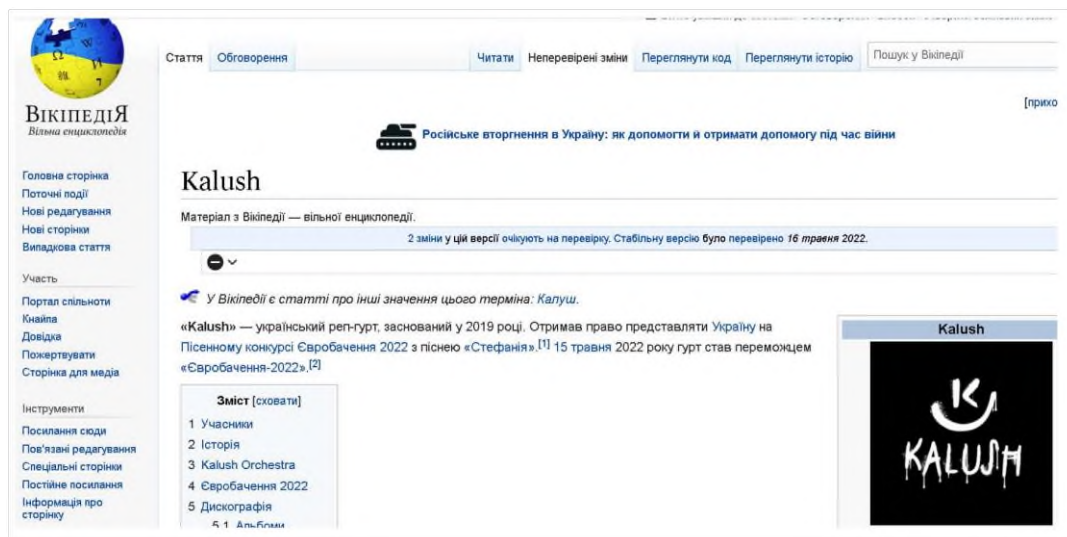 ВІКІПЕДІЯ
Вільна енциклопедія
Стаття Обговорення Читати Неперевірені зміни Переглянути код Переглянути історію Пошук у Вікіпедії
[прихо
Російське вторгнення в Україну: як допомогти й отримати допомогу під час війни
Головна сторінка
Поточні події
Нові редагування
Нові сторінки
Випадкова стаття
Участь
Портал спільноти
Кнайпа
Довідка
Пожертвувати
Сторінка для медіа
Інструменти
Посилання сюди
Пов'язані редагування
Спеціальні сторінки
Постійне посилання
Інформація про
сторінку
Kalush
Матеріал з Вікіпедії — вільної енциклопедії.
2 зміни у цій версії очікують на перевірку. Стабільну версію було перевірено 16 травня 2022.
У Вікіпедії є статті про інші значення цього терміна: Калуш.
«Kalush» — український реп-гурт, заснований у 2019 році. Отримав право представляти Україну на
Пісенному конкурсі Євробачення 2022 з піснею «Стефанія».[1] 15 травня 2022 року гурт став переможцем
«Євробачення-2022».[2]
Зміст [сховати]
1 Учасники
2 Історія
3 Kalush Orchestra
4 Євробачення 2022
5 Дискографія
5.1 Альбоми
Kalush
K
KALUSH